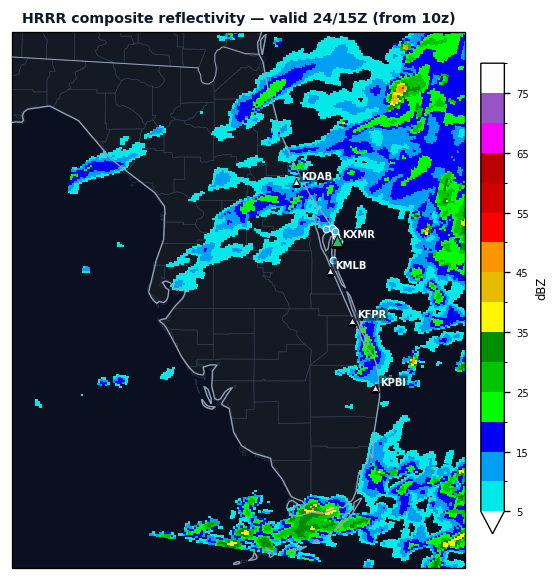 HRRR composite reflectivity — valid 24/15Z (from 10z)
KDAB
KXMR
KMLB
KFPR
KPBI
75
65
55
45
35
25
15
5
dBZ